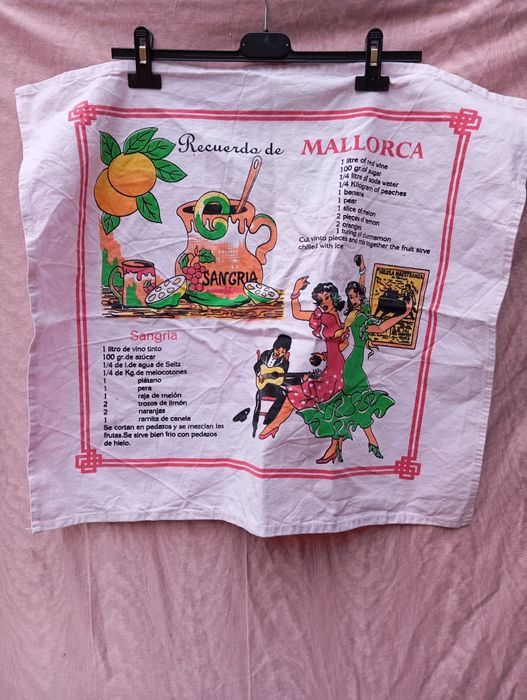 Recuerdo de MALLORCA
1 litre of red wine
100 gr.of sugar
1/4 litre of soda water
1/4 Kilogram of peaches
1 banana
1 pear
1 slice of melon
2 pieces of lemon
2 oranges
1 turing of cunnamon
Cut vinto pieces and mix together the fruit sirve
chilled with ice
SANGRIA
Sangria
1 litro de vino tinto
100 gr.de azúcar
1/4 de l.de agua de Seltz
1/4 de Kg.de melocotones
1 plátano
1 pera
1 raja de melón
2 trozos de limón
2 naranjas
1 ramita de canela
Se cortan en pedazos y se mezclan las
frutas.Se sirve bien frio con pedazos
de hielo.